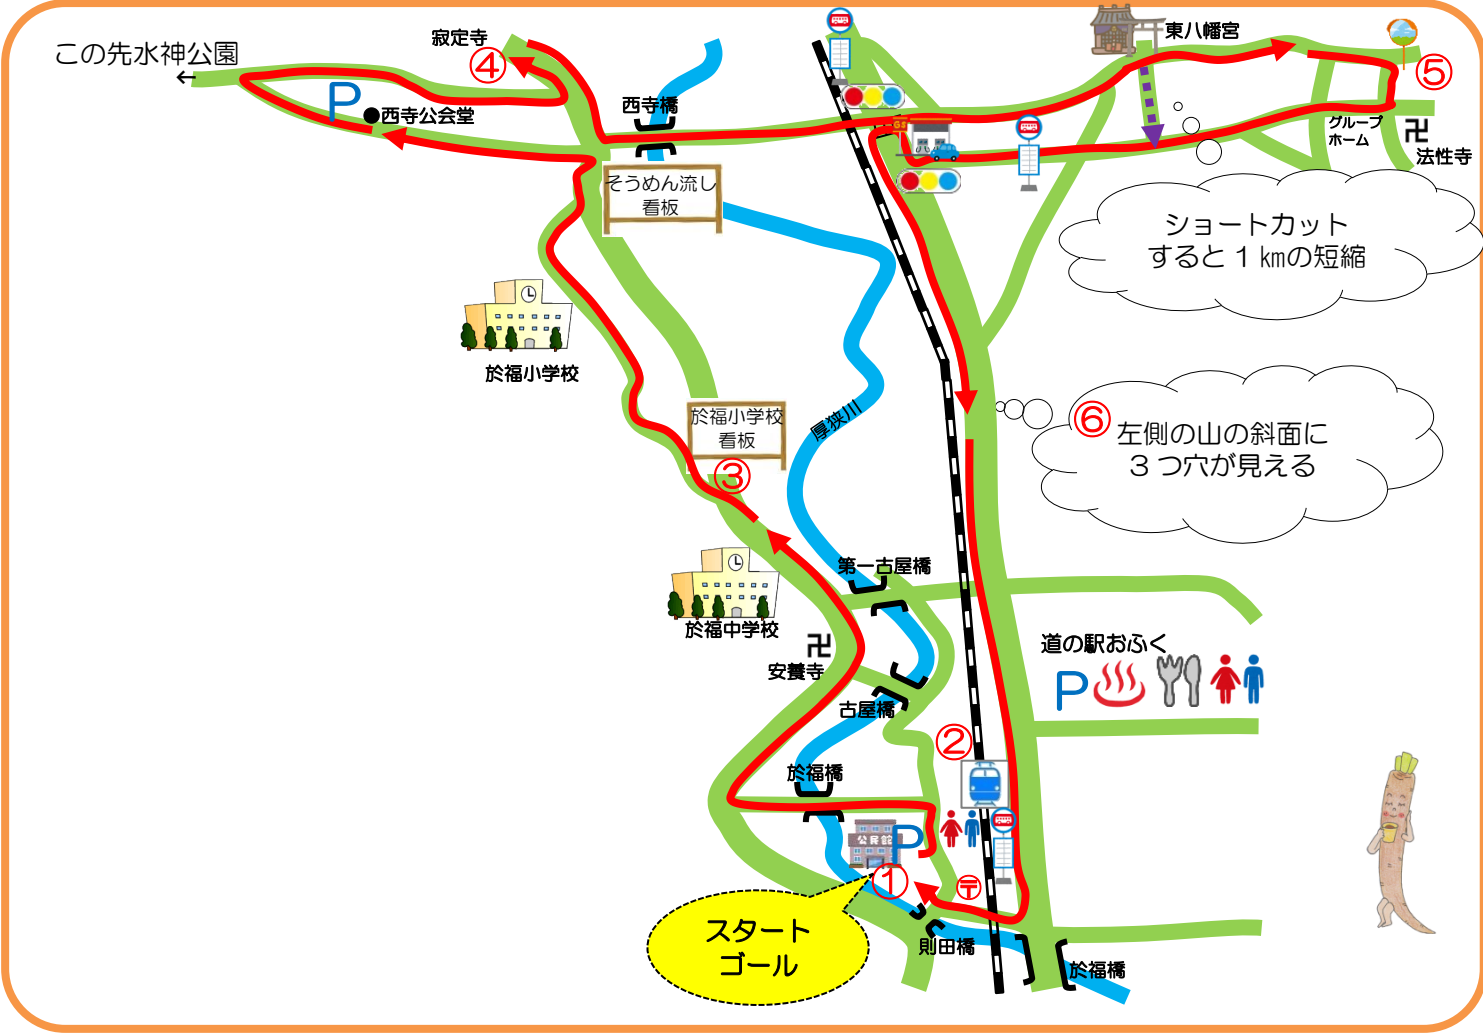 この先水神公園
←
寂定寺
④
P
●西寺公会堂
西寺橋
そうめん流し
看板
東八幡宮
⑤
GS
グループ
ホーム
卍
法性寺
ショートカット
すると1㎞の短縮
於福小学校
於福小学校
看板
③
厚狭川
⑥
左側の山の斜面に
3つ穴が見える
第一古屋橋
於福中学校
卍
安養寺
古屋橋
道の駅おふく
P
②
於福橋
公民館
P
①
〒
スタート
ゴール
則田橋
於福橋